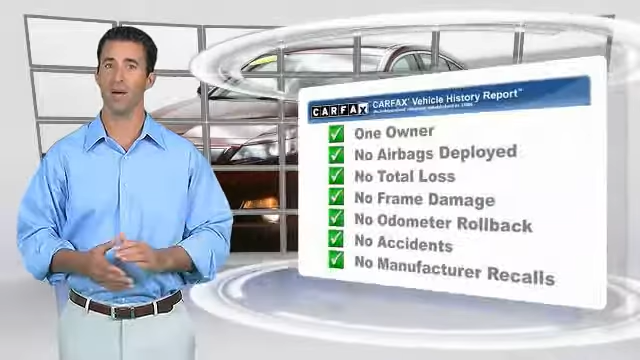 CARFAX CARFAX Vehicle History Report™
One Owner
No Airbags Deployed
No Total Loss
No Frame Damage
No Odometer Rollback
No Accidents
No Manufacturer Recalls